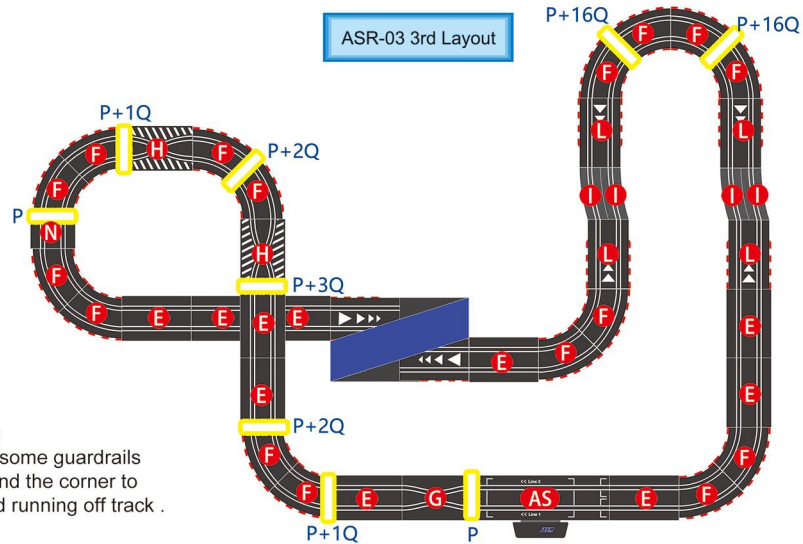 ASR-03 3rd Layout
P+16Q
P+16Q
F
F
F
F
P+1Q
P+2Q
L
L
H
F
F
F
F
I
I
I
I
P
N
H
L
L
F
P+3Q
F
E
E
E
E
F
E
E
F
E
E
P+2Q
some guardrails
nd the corner to
d running off track .
F
F
F
E
G
<< Line 2
AS
<< Line 1
E
F
P+1Q
P